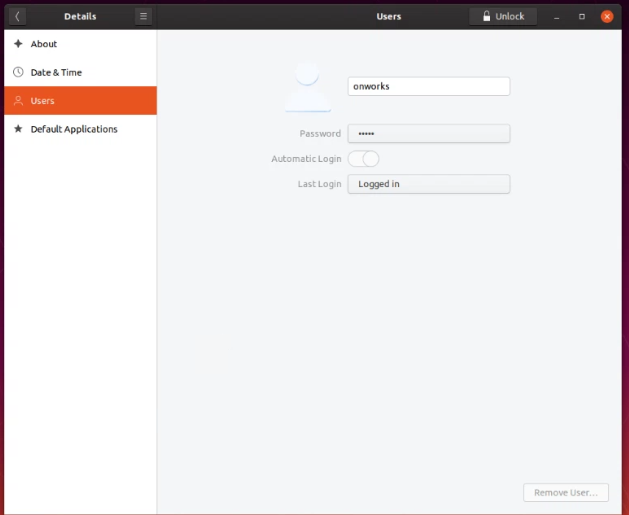 Details
Users
Unlock
About
Date & Time
Users
Default Applications
onworks
Password
•••••
Automatic Login
Last Login
Logged in
Remove User...